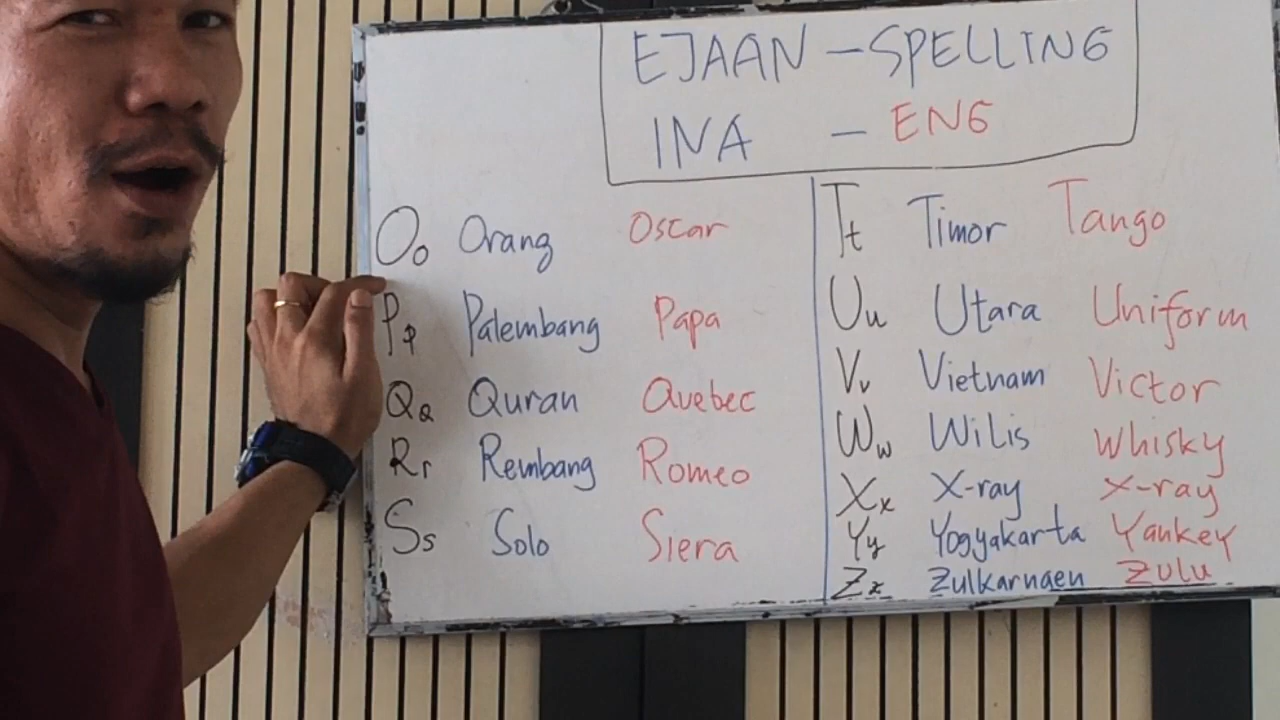 EJAAN - SPELLING
INA - ENG
Oo Orang Oscar
Pp Palembang Papa
QQ Quran Quebec
Rr Rembang Romeo
Ss Solo Siera
Tt Timor Tango
Uu Utara Uniform
Vv Vietnam Victor
Ww Wilis Whisky
Xx X-ray X-ray
Yy Yogyakarta Yankey
Zz Zulkarnaen Zulu